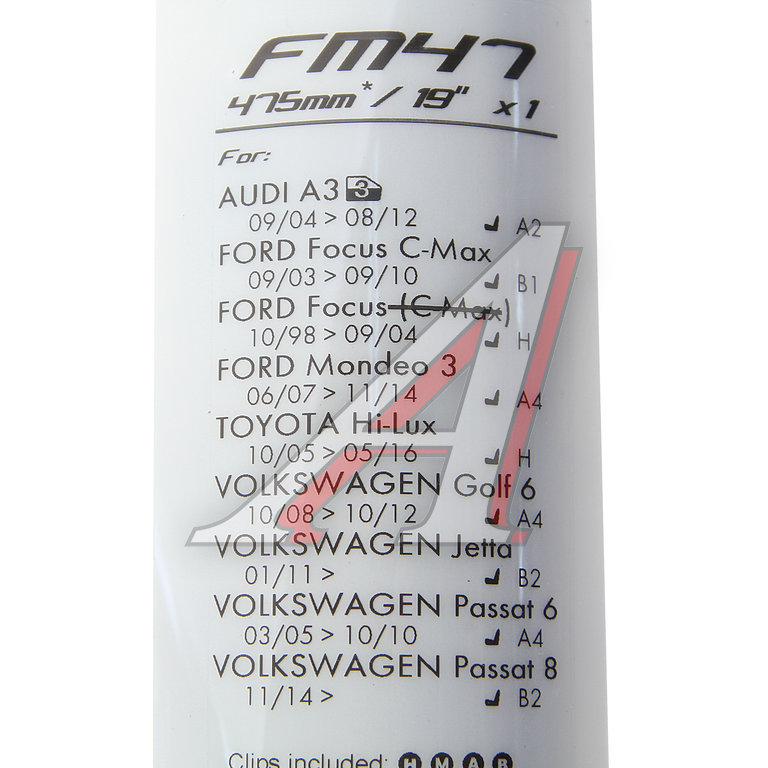 FM47
475mm* / 19" x 1
For:
AUDI A3 3
09/04 > 08/12 A2
FORD Focus C-Max
09/03 > 09/10 B1
FORD Focus (C-Max)
10/98 > 09/04 H
FORD Mondeo 3
06/07 > 11/14 A4
TOYOTA Hi-Lux
10/05 > 05/16 H
VOLKSWAGEN Golf 6
10/08 > 10/12 A4
VOLKSWAGEN Jetta
01/11 > B2
VOLKSWAGEN Passat 6
03/05 > 10/10 A4
VOLKSWAGEN Passat 8
11/14 > B2
Clips included: H M A B